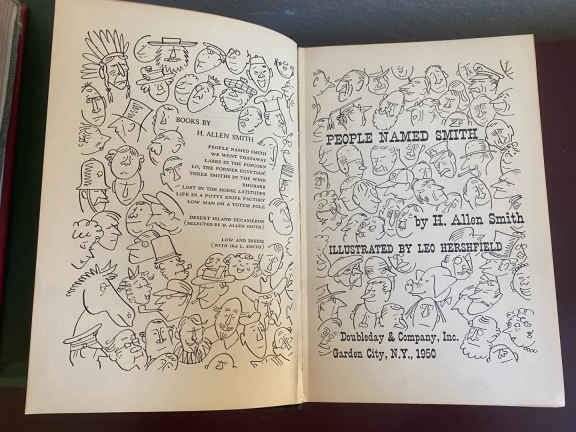 BOOKS BY
H. ALLEN SMITH
PEOPLE NAMED SMITH
WE WENT THATAWAY
LARKS IN THE POPCORN
LO, THE FORMER EGYPTIAN!
THREE SMITHS IN THE WIND
RHUBARB
LOST IN THE HORSE LATITUDES
LIFE IN A PUTTY KNIFE FACTORY
LOW MAN ON A TOTEM POLE
DESERT ISLAND DECAMERON
(SELECTED BY H. ALLEN SMITH)
LOW AND INSIDE
(WITH IRA L. SMITH)
PEOPLE NAMED SMITH
by H. Allen Smith
ILLUSTRATED BY LEO HERSHFIELD
Doubleday & Company, Inc.
Garden City, N.Y., 1950